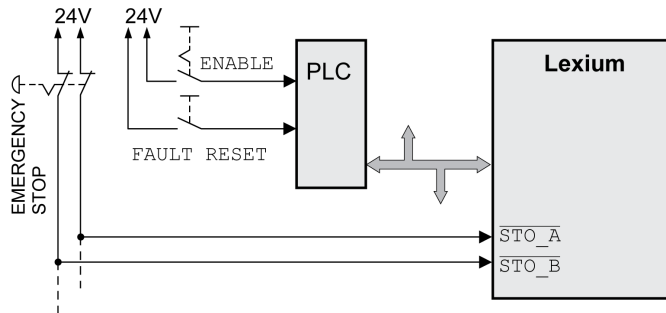 24V
24V
ENABLE
PLC
Lexium
FAULT RESET
EMERGENCY
STOP
STO_A
STO_B